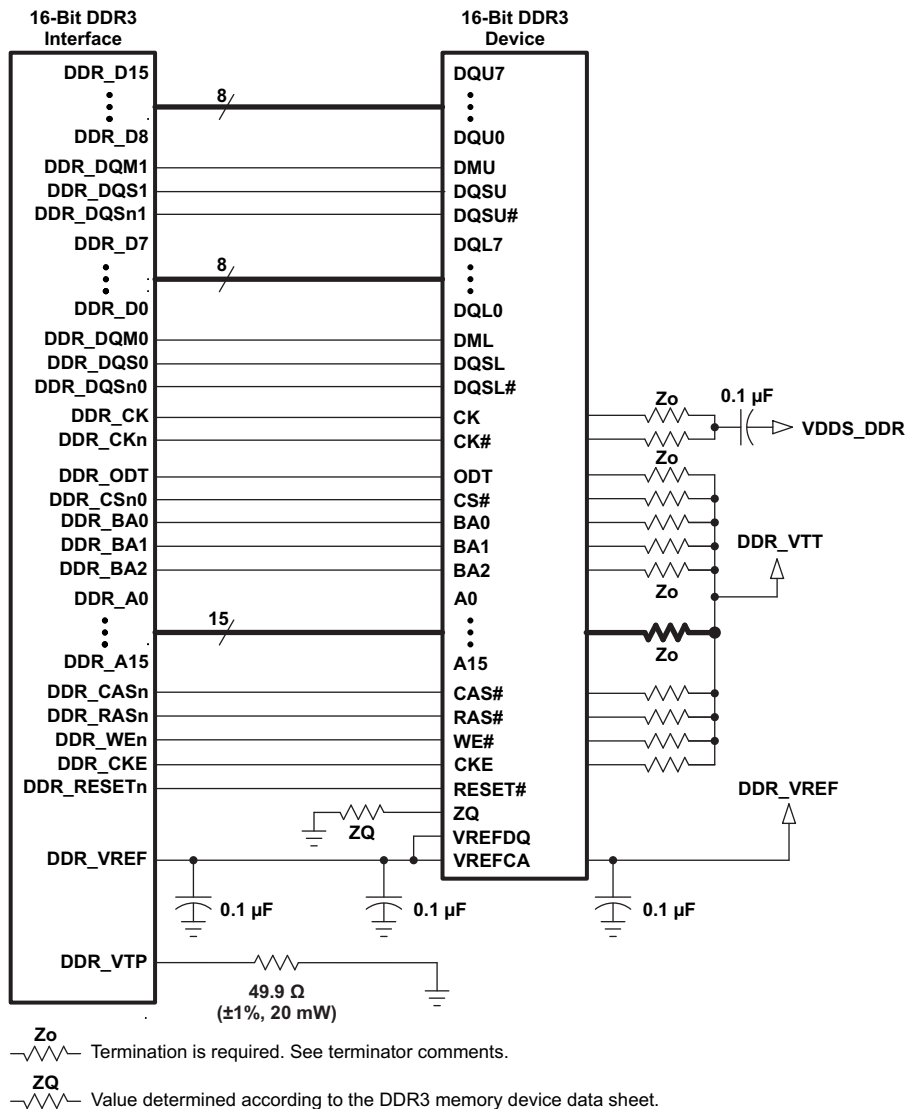 16-Bit DDR3
Interface
16-Bit DDR3
Device
DDR_D15
8
DQU7
DDR_D8
DQU0
DDR_DQM1
DMU
DDR_DQS1
DQSU
DDR_DQSn1
DQSU#
DDR_D7
8
DQL7
DDR_D0
DQL0
DDR_DQM0
DML
DDR_DQS0
DQSL
DDR_DQSn0
DQSL#
Zo
0.1 µF
DDR_CK
CK
VDDS_DDR
DDR_CKn
CK#
Zo
DDR_ODT
ODT
DDR_CSn0
CS#
DDR_BA0
BA0
DDR_BA1
BA1
DDR_VTT
DDR_BA2
BA2
Zo
DDR_A0
A0
15
Zo
DDR_A15
A15
DDR_CASn
CAS#
DDR_RASn
RAS#
DDR_WEn
WE#
DDR_CKE
CKE
DDR_RESETn
RESET#
DDR_VREF
ZQ
ZQ
VREFDQ
DDR_VREF
VREFCA
0.1 µF
0.1 µF
0.1 µF
DDR_VTP
49.9 Ω
(±1%, 20 mW)
Zo
Termination is required. See terminator comments.
ZQ
Value determined according to the DDR3 memory device data sheet.